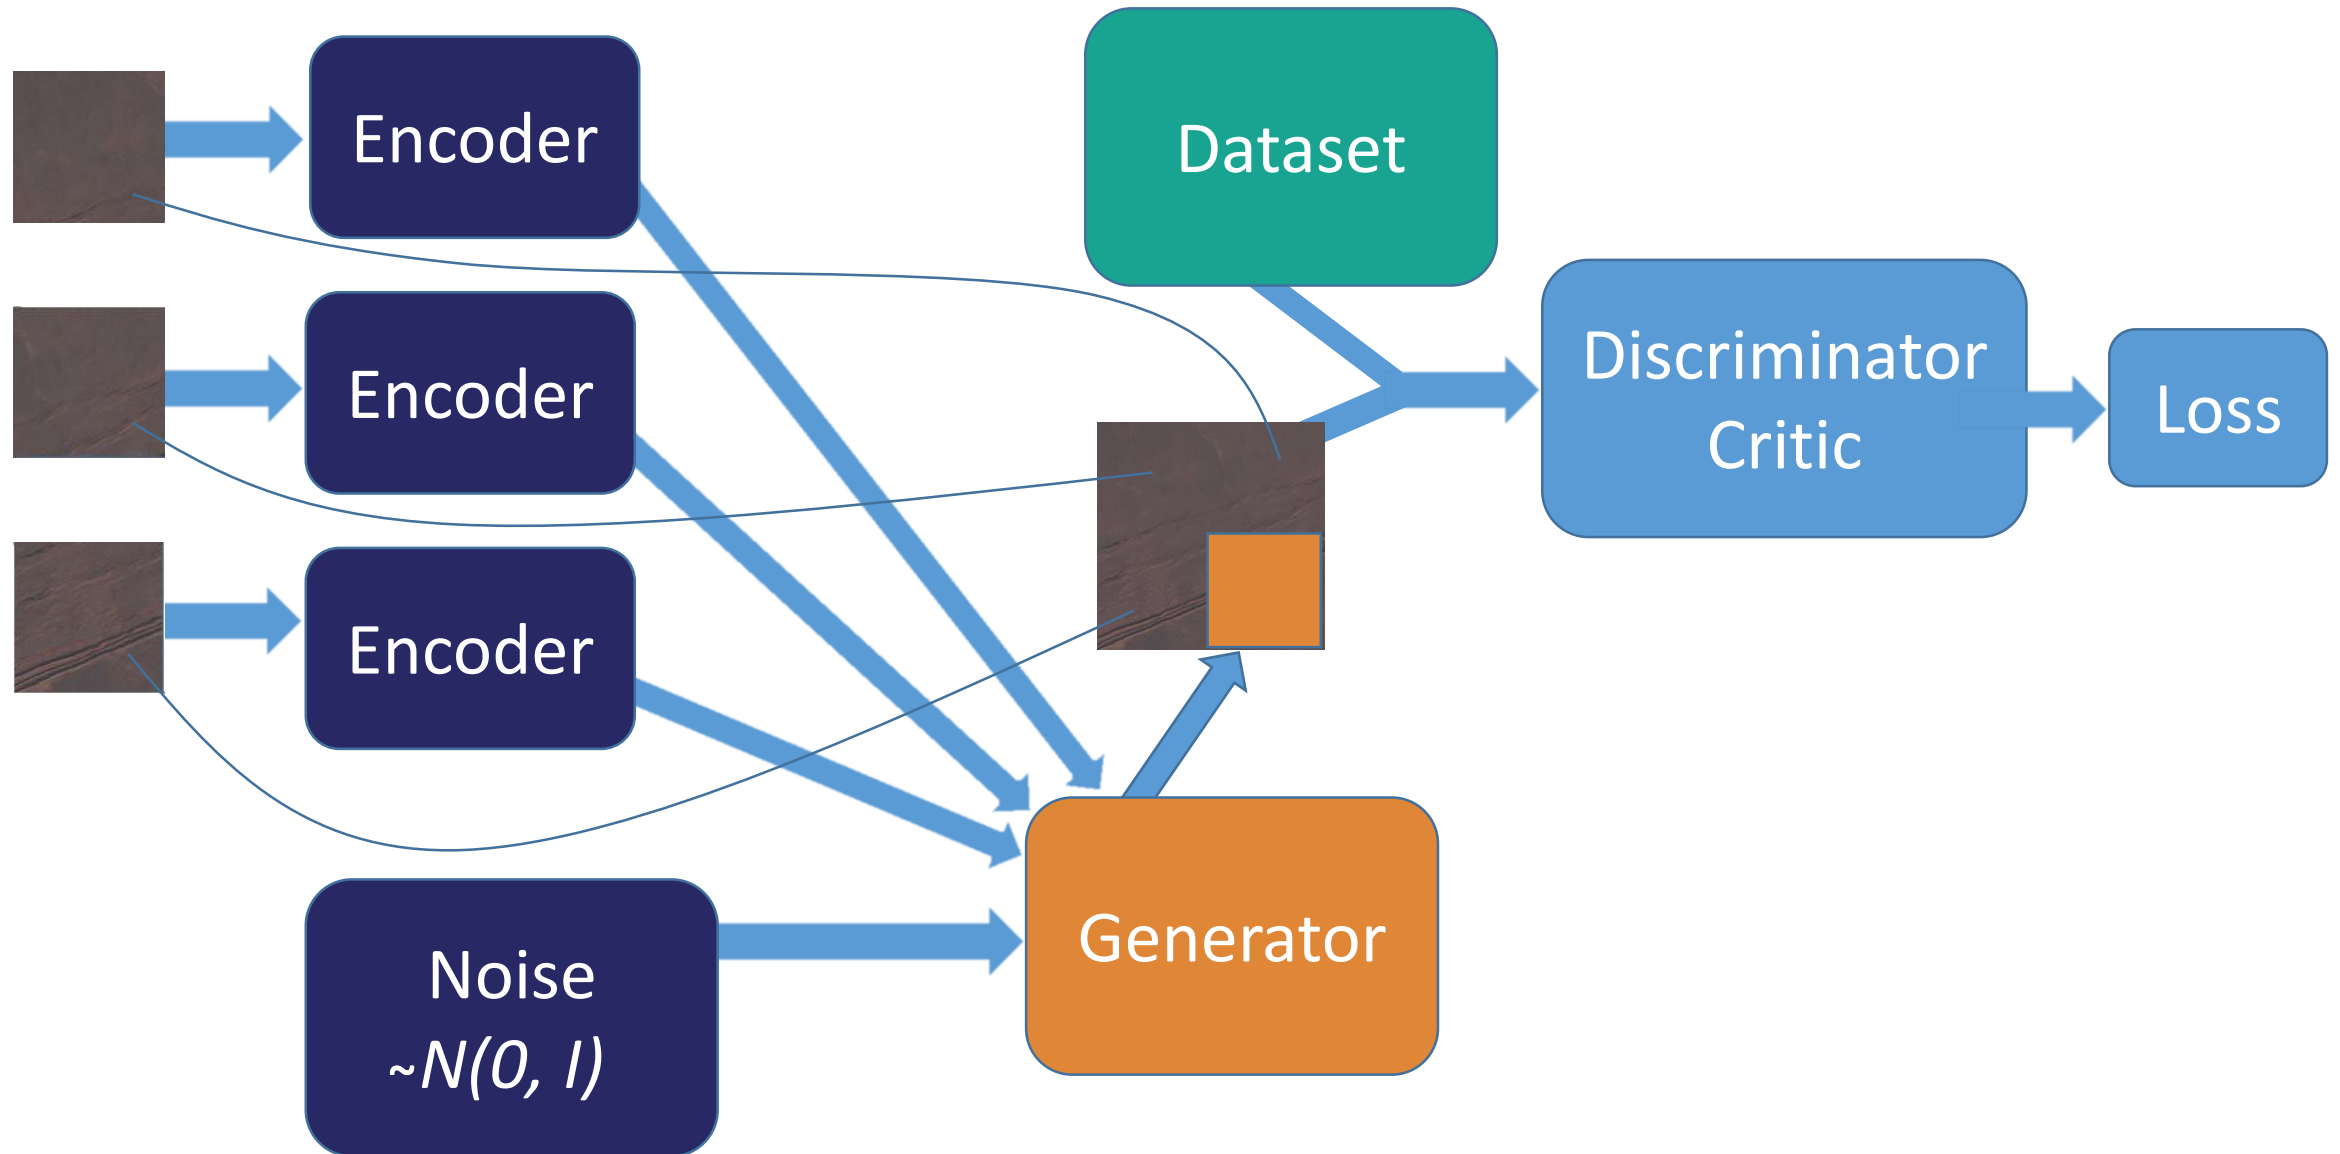 Encoder
Dataset
Encoder
Discriminator
Critic
Loss
Encoder
Generator
Noise
~N(0, I)